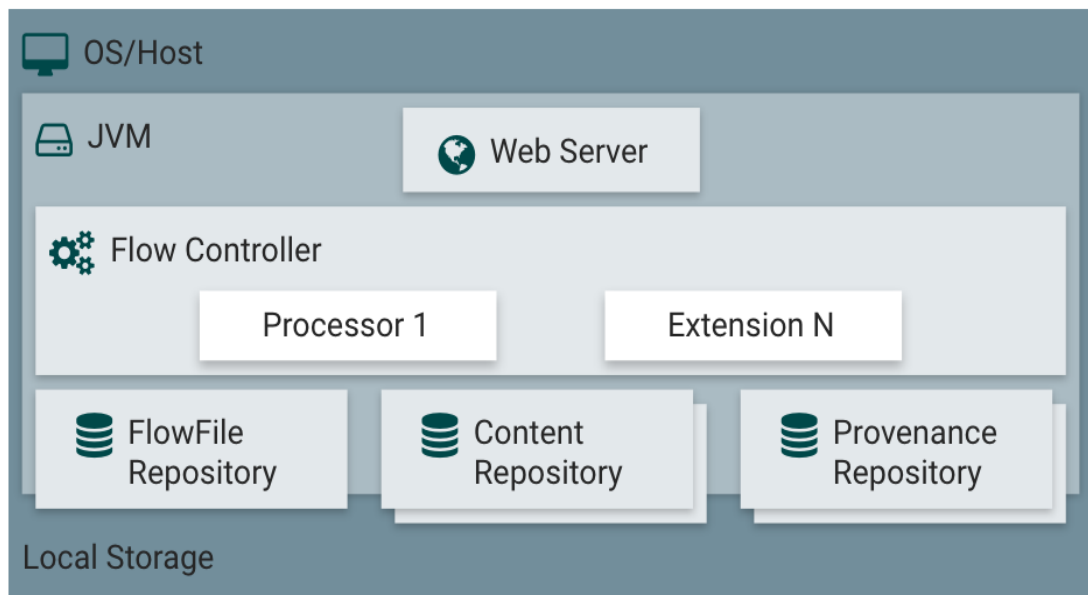 OS/Host
JVM
Web Server
Flow Controller
Processor 1
Extension N
FlowFile
Repository
Content
Repository
Provenance
Repository
Local Storage